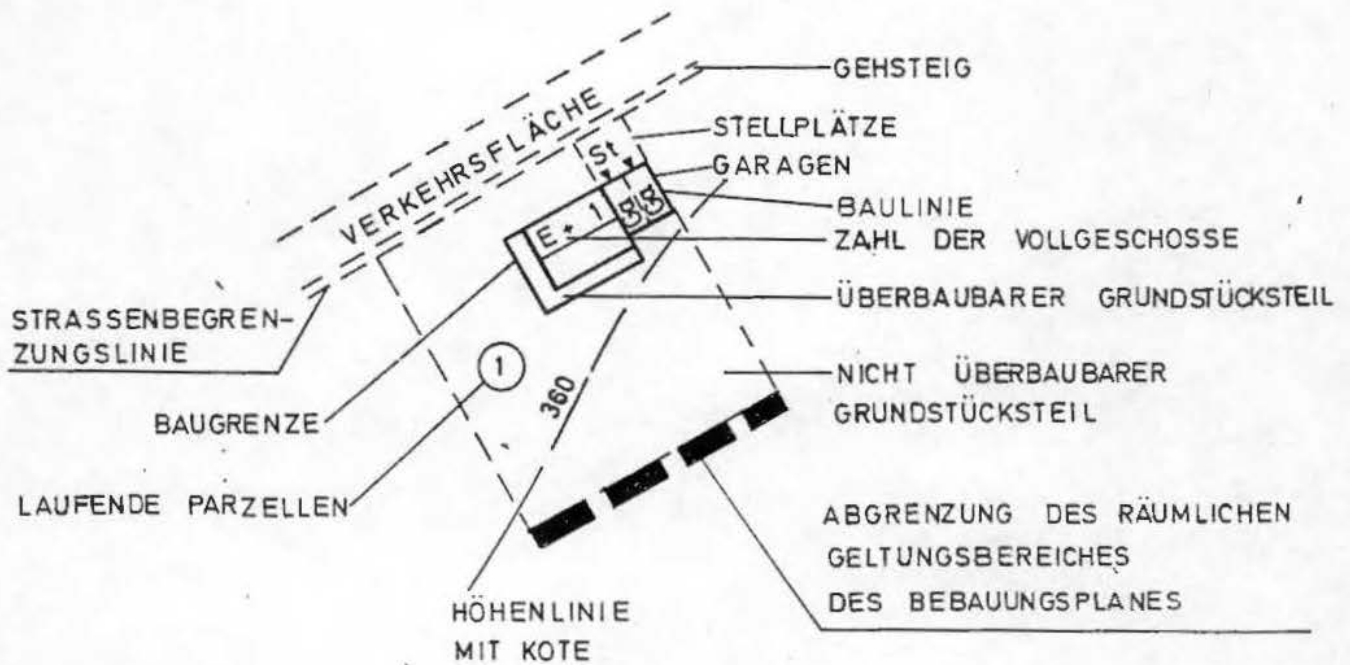 GEHSTEIG
VERKEHRSFLÄCHE
STELLPLÄTZE
St
GARAGEN
E + 1
BAULINIE
ZAHL DER VOLLGESCHOSSE
ÜBERBAUBARER GRUNDSTÜCKSTEIL
STRASSENBEGREN-
ZUNGSLINIE
1
360
NICHT ÜBERBAUBARER
GRUNDSTÜCKSTEIL
BAUGRENZE
LAUFENDE PARZELLEN
ABGRENZUNG DES RÄUMLICHEN
GELTUNGSBEREICHES
DES BEBAUUNGSPLANES
HÖHENLINIE
MIT KOTE